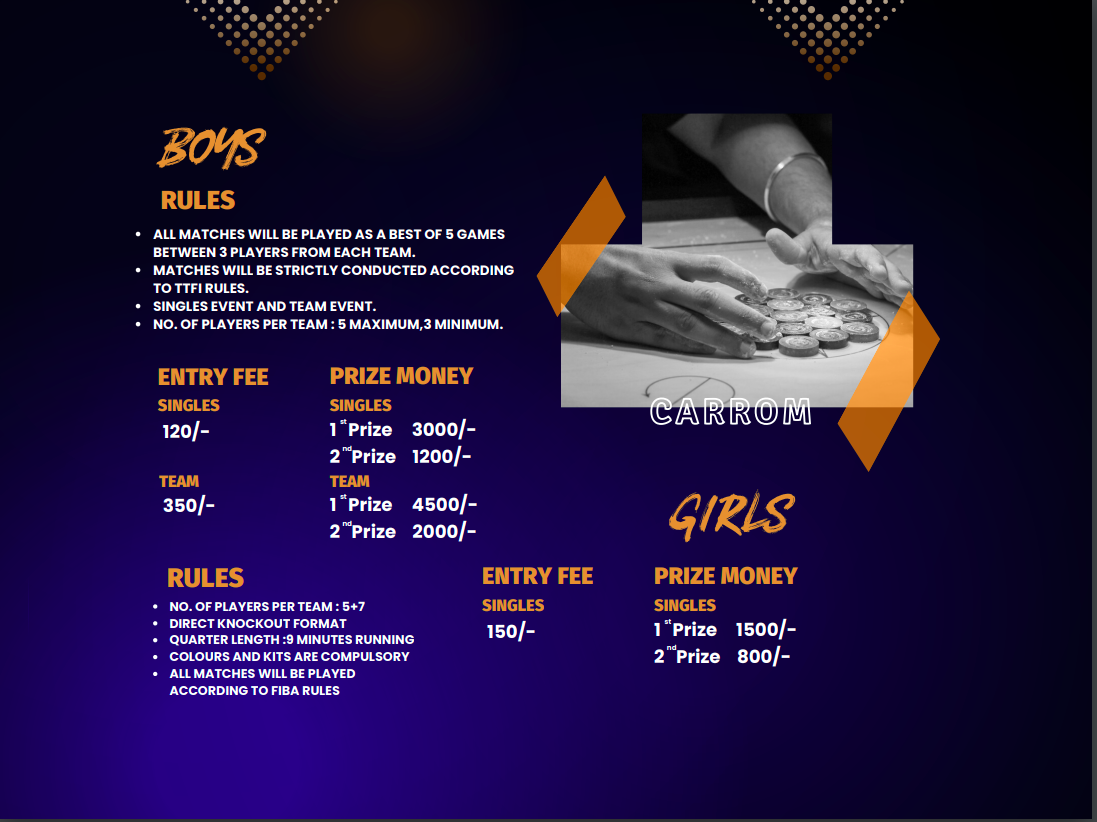 BOYS
RULES
• ALL MATCHES WILL BE PLAYED AS A BEST OF 5 GAMES
BETWEEN 3 PLAYERS FROM EACH TEAM.
• MATCHES WILL BE STRICTLY CONDUCTED ACCORDING
TO TTFI RULES.
• SINGLES EVENT AND TEAM EVENT.
• NO. OF PLAYERS PER TEAM : 5 MAXIMUM,3 MINIMUM.
ENTRY FEE
SINGLES
120/-
TEAM
350/-
PRIZE MONEY
SINGLES
1 st Prize 3000/-
2 nd Prize 1200/-
TEAM
1 st Prize 4500/-
2 nd Prize 2000/-
CARROM
GIRLS
RULES
• NO. OF PLAYERS PER TEAM : 5+7
• DIRECT KNOCKOUT FORMAT
• QUARTER LENGTH :9 MINUTES RUNNING
• COLOURS AND KITS ARE COMPULSORY
• ALL MATCHES WILL BE PLAYED
ACCORDING TO FIBA RULES
ENTRY FEE
SINGLES
150/-
PRIZE MONEY
SINGLES
1 st Prize 1500/-
2 nd Prize 800/-